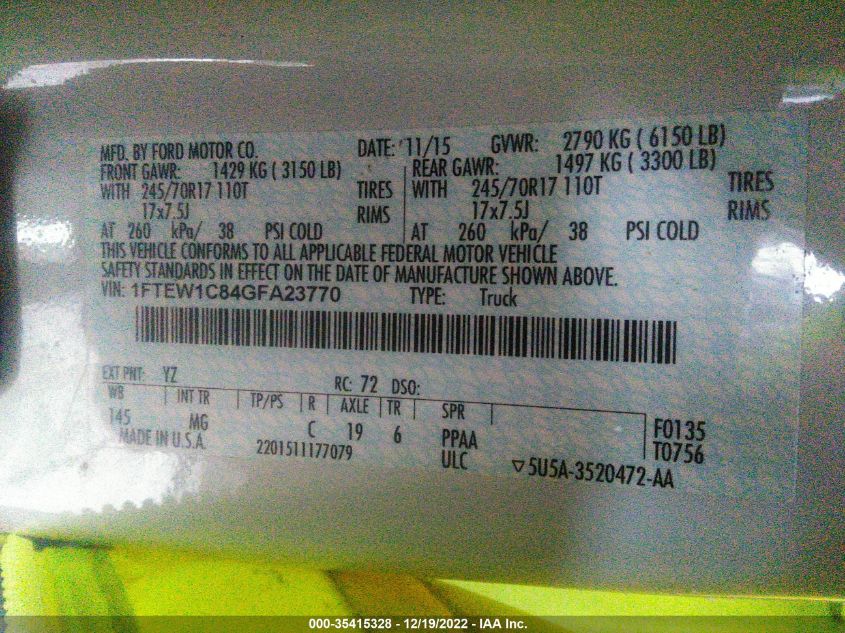 MFD. BY FORD MOTOR CO. DATE: 11/15 GVWR: 2790 KG ( 6150 LB)
FRONT GAWR: 1429 KG ( 3150 LB) REAR GAWR: 1497 KG ( 3300 LB)
WITH 245/70R17 110T TIRES WITH 245/70R17 110T TIRES
17x7.5J RIMS 17x7.5J RIMS
AT 260 kPa/ 38 PSI COLD AT 260 kPa/ 38 PSI COLD
THIS VEHICLE CONFORMS TO ALL APPLICABLE FEDERAL MOTOR VEHICLE
SAFETY STANDARDS IN EFFECT ON THE DATE OF MANUFACTURE SHOWN ABOVE.
VIN: 1FTEW1C84GFA23770 TYPE: Truck
EXT PNT: YZ RC: 72 DSO:
WB INT TR TP/PS R AXLE TR SPR
145 MG C 19 6 PPAA F0135
MADE IN U.S.A. 2201511177079 ULC T0756
▽5U5A-3520472-AA
000-35415328 - 12/19/2022 - IAA Inc.